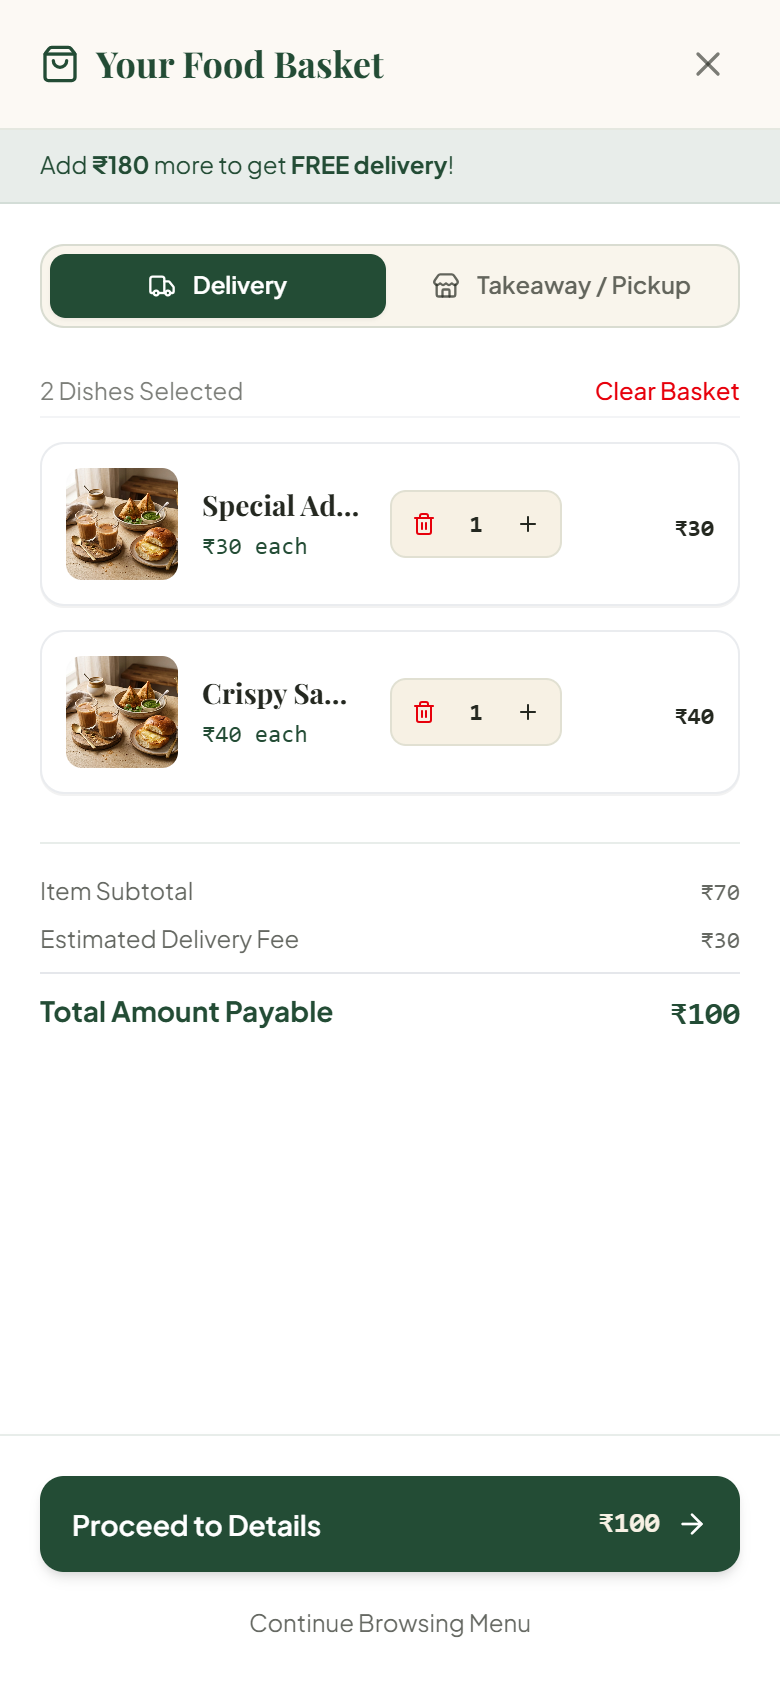 Your Food Basket
Add ₹180 more to get FREE delivery!
Delivery
Takeaway / Pickup
2 Dishes Selected
Clear Basket
Special Ad...
₹30 each
1
₹30
Crispy Sa...
₹40 each
1
₹40
Item Subtotal
₹70
Estimated Delivery Fee
₹30
Total Amount Payable
₹100
Proceed to Details
₹100
Continue Browsing Menu